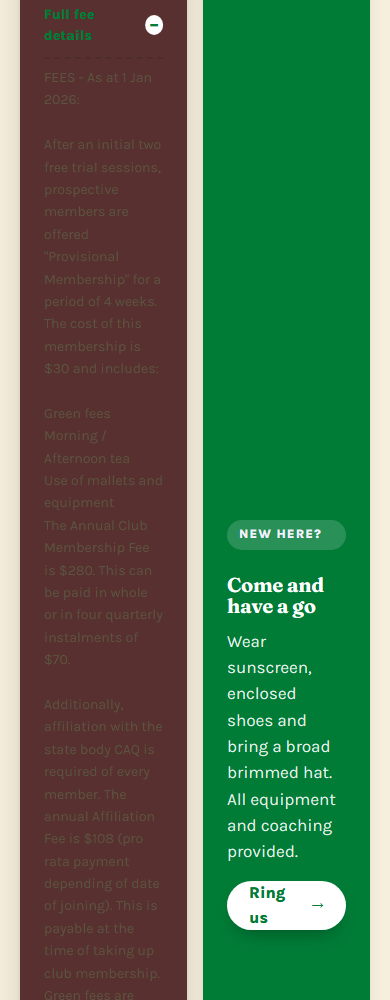 Full fee
details
FEES - As at 1 Jan
2026:
After an initial two
free trial sessions,
prospective
members are
offered
"Provisional
Membership" for a
period of 4 weeks.
The cost of this
membership is
$30 and includes:
Green fees
Morning /
Afternoon tea
Use of mallets and
equipment
The Annual Club
Membership Fee
is $280. This can
be paid in whole
or in four quarterly
instalments of
$70.
Additionally,
affiliation with the
state body CAQ is
required of every
member. The
annual Affiliation
Fee is $108 (pro
rata payment
depending of date
of joining). This is
payable at the
time of taking up
club membership.
Green fees are
NEW HERE?
Come and
have a go
Wear
sunscreen,
enclosed
shoes and
bring a broad
brimmed hat.
All equipment
and coaching
provided.
Ring
us →